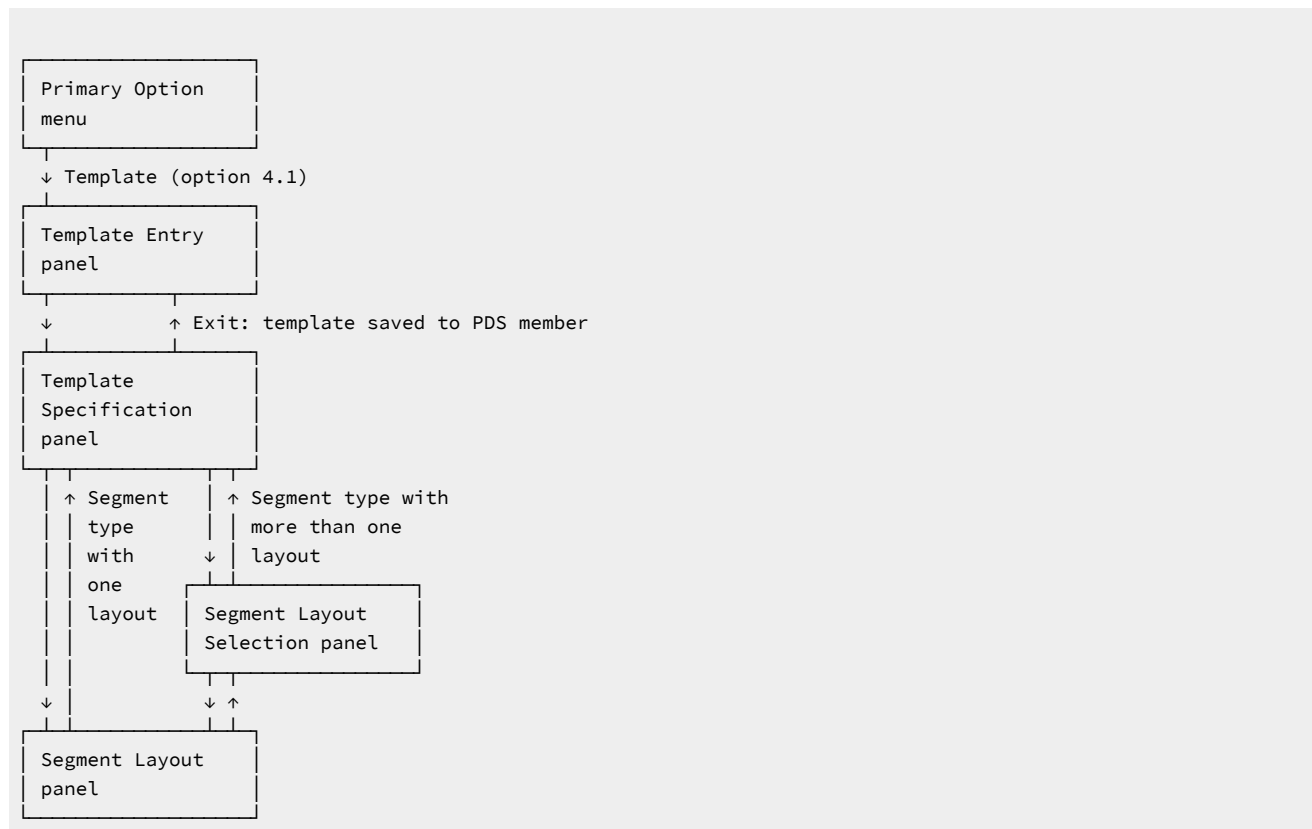 Primary Option
menu
↓ Template (option 4.1)
Template Entry
panel
↓ ↑ Exit: template saved to PDS member
Template
Specification
panel
↑ Segment
type
with
one
layout
↓
↑ Segment type with
more than one
↓ layout
Segment Layout
Selection panel
↓ ↑
Segment Layout
panel